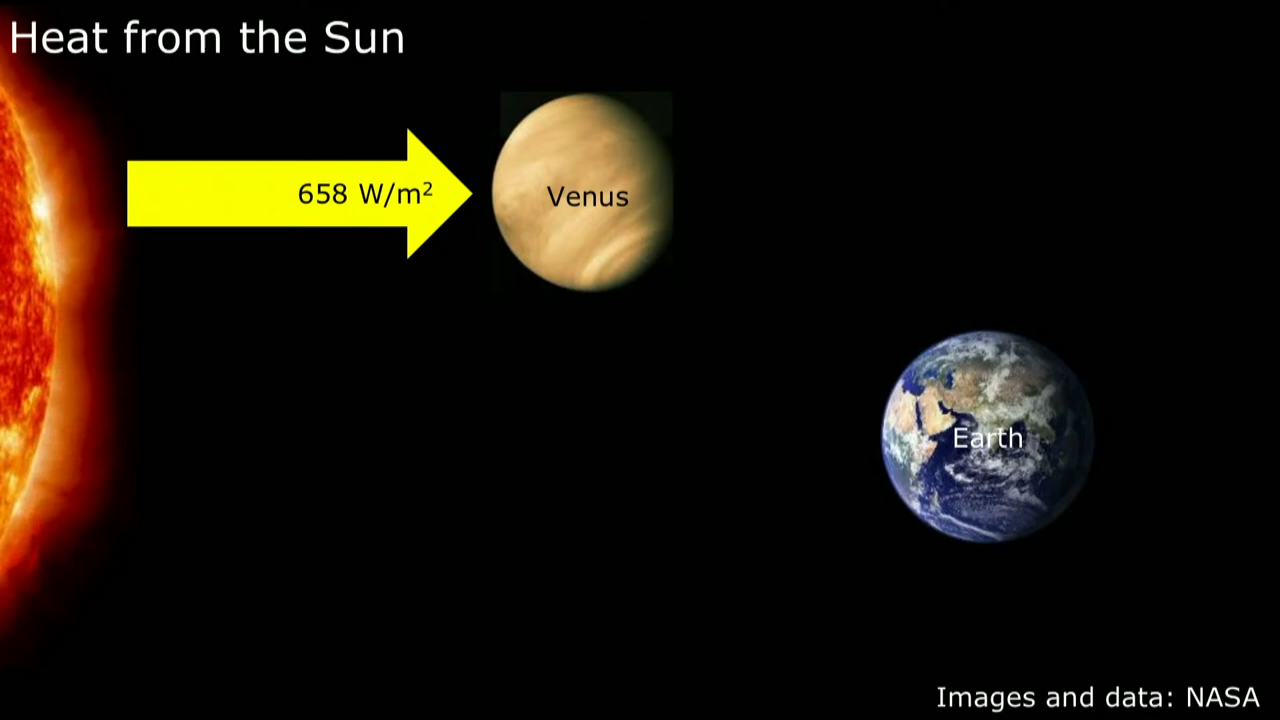 Heat from the Sun
658 W/m²
Venus
Earth
Images and data: NASA